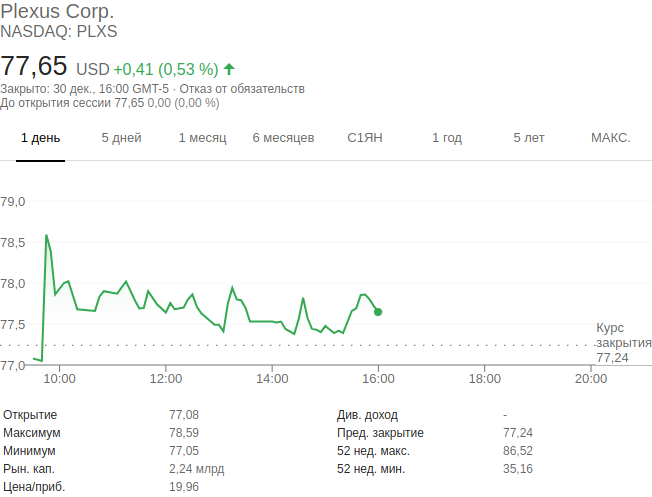 Plexus Corp.
NASDAQ: PLXS
77,65 USD +0,41 (0,53 %)
Закрыто: 30 дек., 16:00 GMT-5 · Отказ от обязательств
До открытия сессии 77,65 0,00 (0,00 %)
1 день 5 дней 1 месяц 6 месяцев С1ЯН 1 год 5 лет МАКС.
79,0
78,5
78,0
77,5
77,0
Курс
закрытия
77,24
10:00 12:00 14:00 16:00 18:00 20:00
Открытие 77,08 Див. доход -
Максимум 78,59 Пред. закрытие 77,24
Минимум 77,05 52 нед. макс. 86,52
Рын. кап. 2,24 млрд 52 нед. мин. 35,16
Цена/приб. 19,96